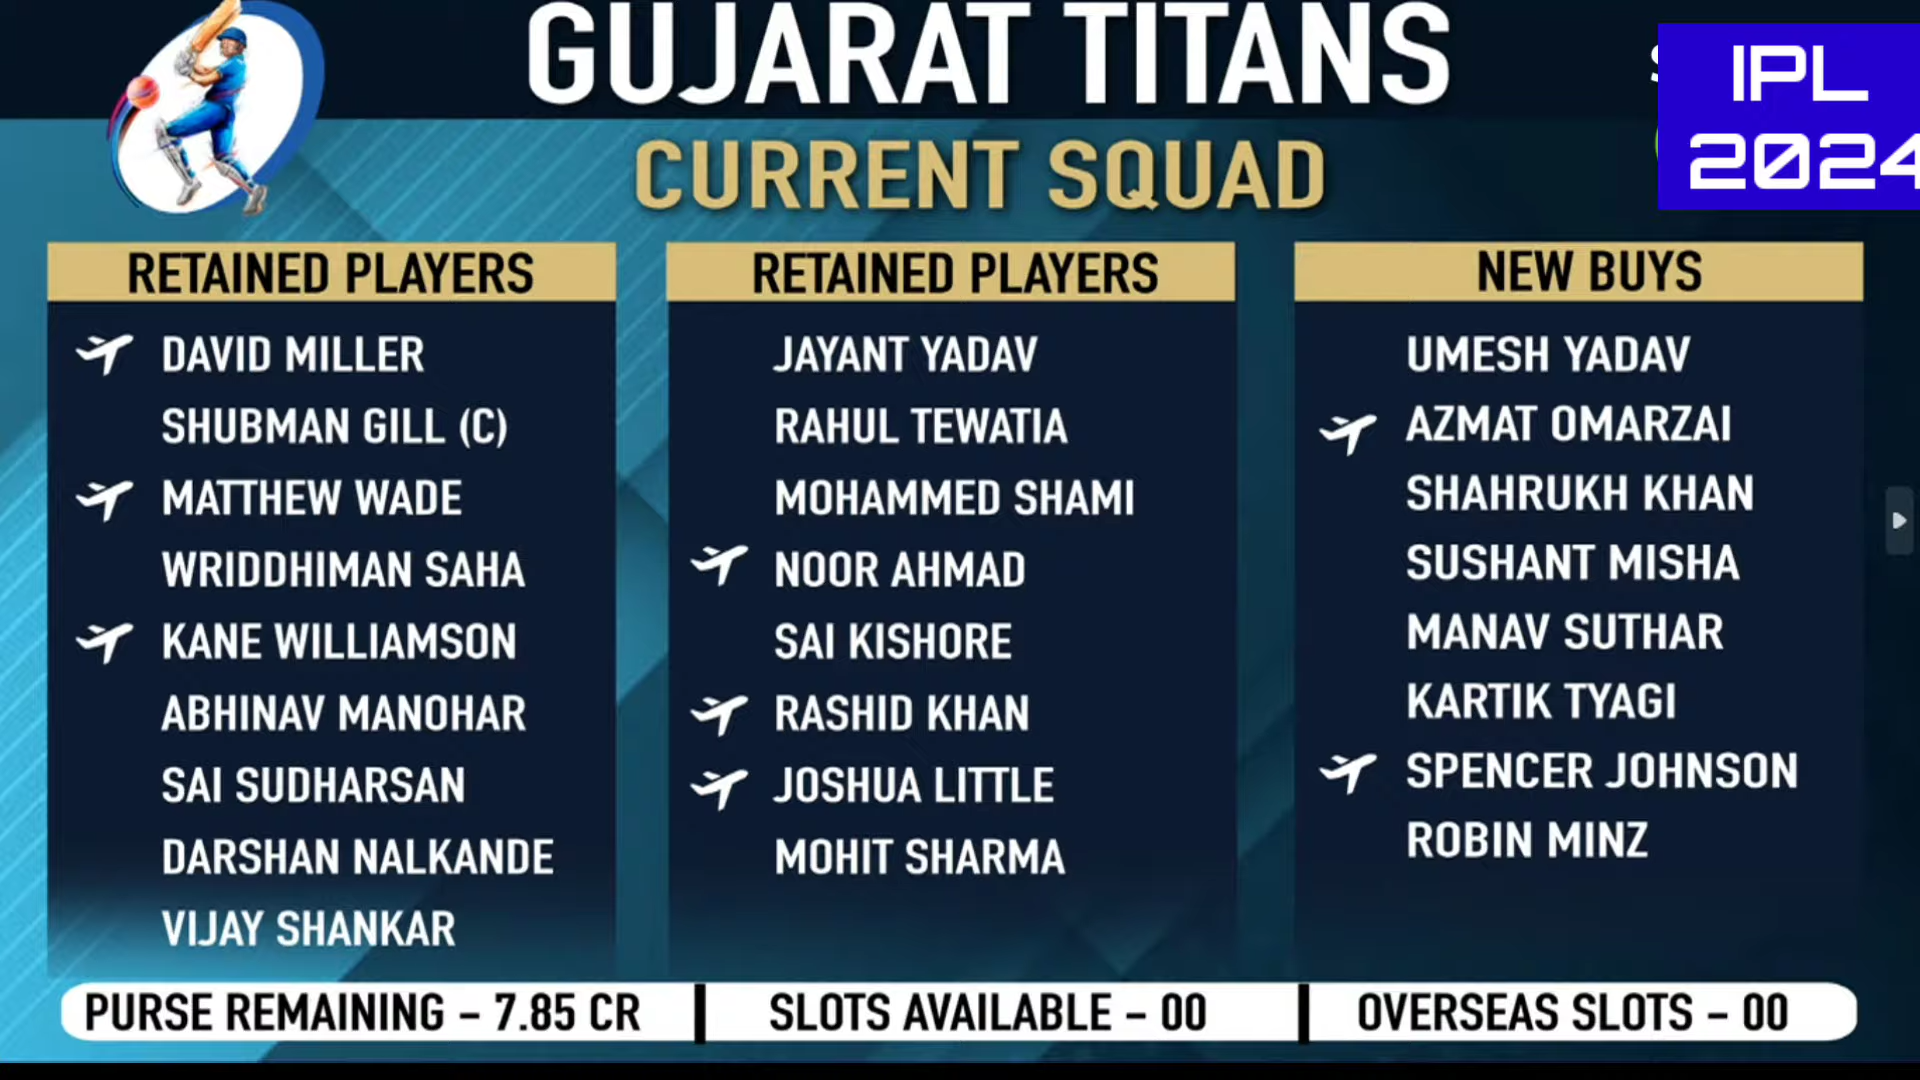 GUJARAT TITANS
IPL
2024
CURRENT SQUAD
RETAINED PLAYERS
DAVID MILLER
SHUBMAN GILL (C)
MATTHEW WADE
WRIDDHIMAN SAHA
KANE WILLIAMSON
ABHINAV MANOHAR
SAI SUDHARSAN
DARSHAN NALKANDE
VIJAY SHANKAR
RETAINED PLAYERS
JAYANT YADAV
RAHUL TEWATIA
MOHAMMED SHAMI
NOOR AHMAD
SAI KISHORE
RASHID KHAN
JOSHUA LITTLE
MOHIT SHARMA
NEW BUYS
UMESH YADAV
AZMAT OMARZAI
SHAHRUKH KHAN
SUSHANT MISHA
MANAV SUTHAR
KARTIK TYAGI
SPENCER JOHNSON
ROBIN MINZ
PURSE REMAINING – 7.85 CR
SLOTS AVAILABLE – 00
OVERSEAS SLOTS – 00